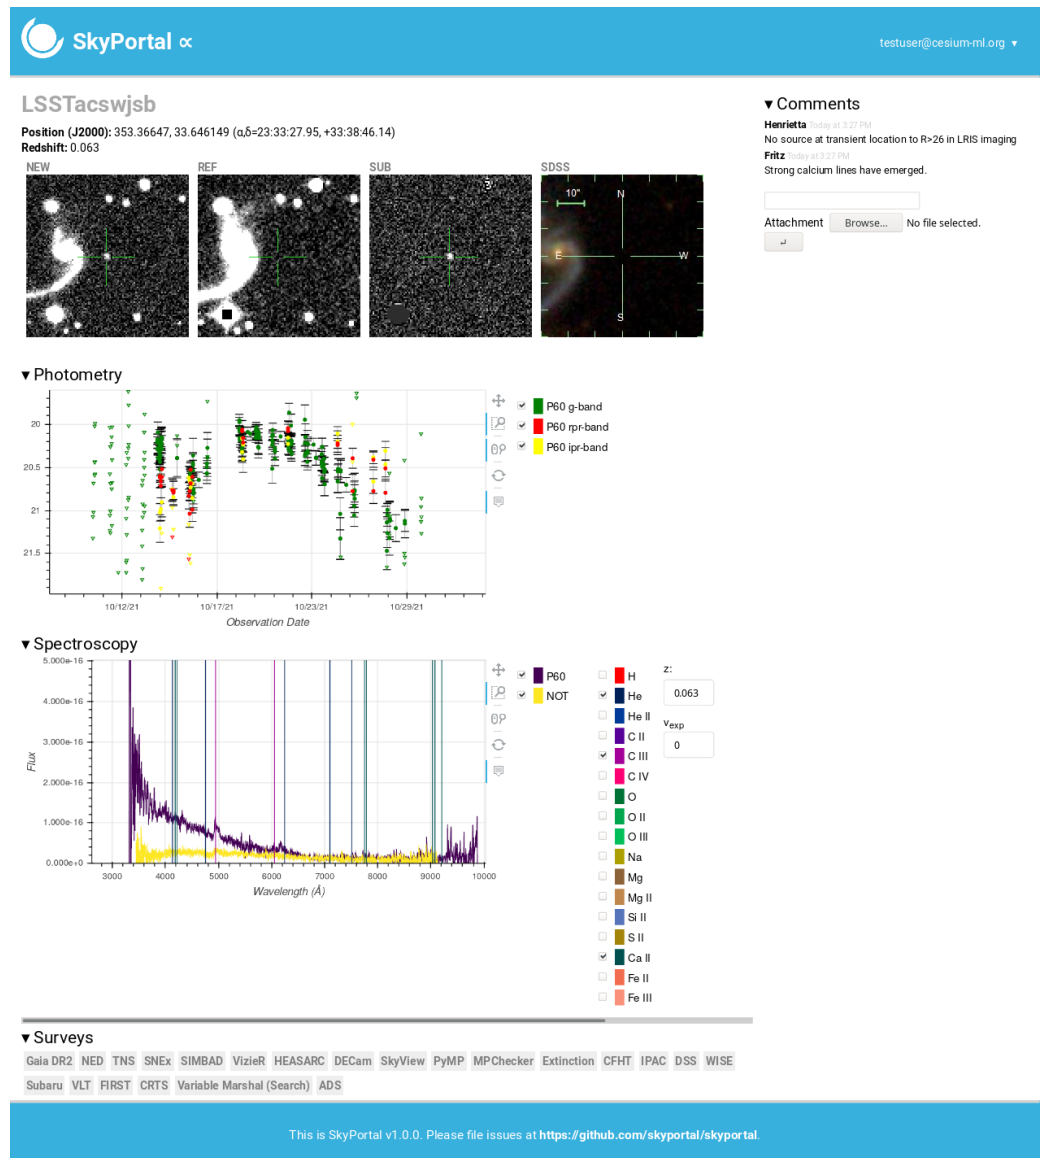 SkyPortal ∝
testuser@cesium-ml.org ▾
LSSTacswjsb
Position (J2000): 353.36647, 33.646149 (α,δ=23:33:27.95, +33:38:46.14)
Redshift: 0.063
NEW REF SUB SDSS
10"
N
E
W
S
▾ Comments
Henrietta Today at 3:27 PM
No source at transient location to R>26 in LRIS imaging
Fritz Today at 3:27 PM
Strong calcium lines have emerged.
Attachment Browse... No file selected.
↵
▾ Photometry
20
20.5
21
21.5
10/12/21 10/17/21 10/23/21 10/29/21
Observation Date
P60 g-band
P60 rpr-band
P60 ipr-band
▾ Spectroscopy
Flux
5.000e-16
4.000e-16
3.000e-16
2.000e-16
1.000e-16
0.000e+0
3000 4000 5000 6000 7000 8000 9000 10000
Wavelength (Å)
P60
NOT
H
He
He II
C II
C III
C IV
O
O II
O III
Na
Mg
Mg II
Si II
S II
Ca II
Fe II
Fe III
z:
0.063
vexp
0
▾ Surveys
Gaia DR2 NED TNS SNEx SIMBAD VizieR HEASARC DECam SkyView PyMP MPChecker Extinction CFHT IPAC DSS WISE
Subaru VLT FIRST CRTS Variable Marshal (Search) ADS
This is SkyPortal v1.0.0. Please file issues at https://github.com/skyportal/skyportal.